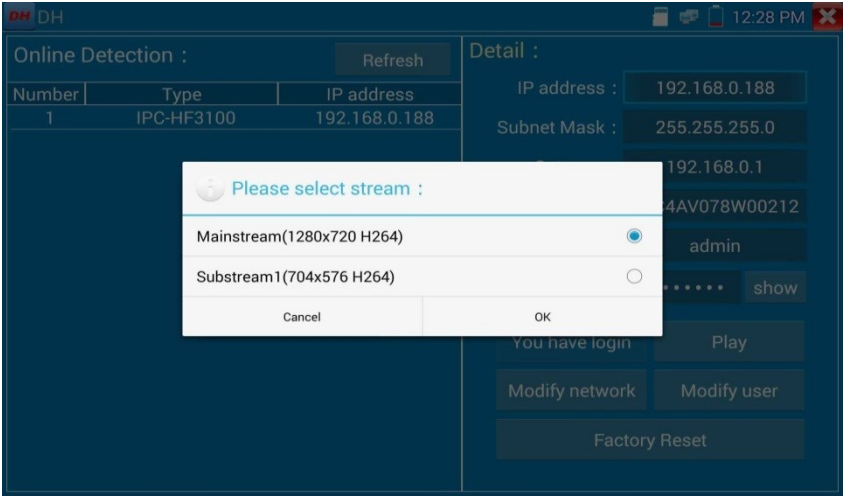 DH DH 12:28 PM
Online Detection :
Refresh
Number Type IP address
1 IPC-HF3100 192.168.0.188
Detail :
IP address : 192.168.0.188
Subnet Mask : 255.255.255.0
192.168.0.1
4AV078W00212
admin
show
You have login Play
Modify network Modify user
Factory Reset
Please select stream :
Mainstream(1280x720 H264)
Substream1(704x576 H264)
Cancel OK